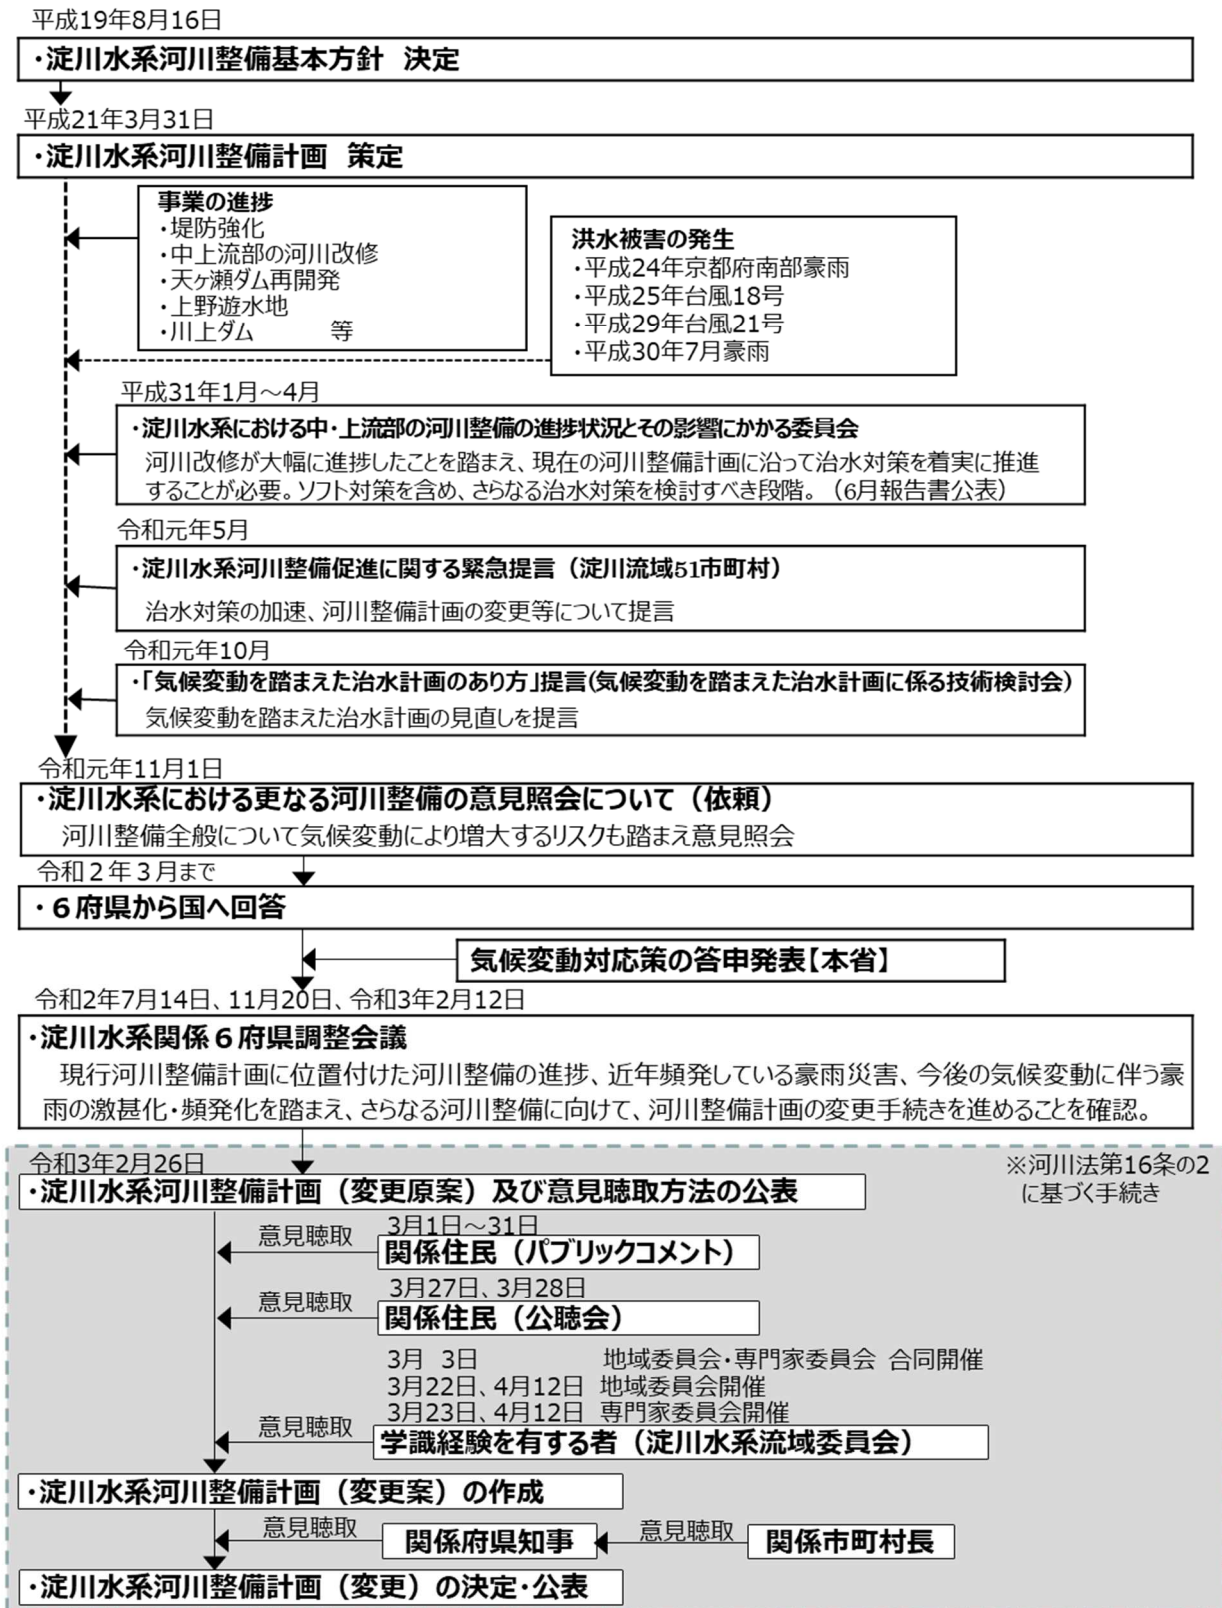 平成19年8月16日
・淀川水系河川整備基本方針 決定
平成21年3月31日
・淀川水系河川整備計画 策定
事業の進捗
・堤防強化
・中上流部の河川改修
・天ヶ瀬ダム再開発
・上野遊水地
・川上ダム 等
洪水被害の発生
・平成24年京都府南部豪雨
・平成25年台風18号
・平成29年台風21号
・平成30年7月豪雨
平成31年1月～4月
・淀川水系における中・上流部の河川整備の進捗状況とその影響にかかる委員会
河川改修が大幅に進捗したことを踏まえ、現在の河川整備計画に沿って治水対策を着実に推進
することが必要。ソフト対策を含め、さらなる治水対策を検討すべき段階。（6月報告書公表）
令和元年5月
・淀川水系河川整備促進に関する緊急提言（淀川流域51市町村）
治水対策の加速、河川整備計画の変更等について提言
令和元年10月
・「気候変動を踏まえた治水計画のあり方」提言(気候変動を踏まえた治水計画に係る技術検討会)
気候変動を踏まえた治水計画の見直しを提言
令和元年11月1日
・淀川水系における更なる河川整備の意見照会について（依頼）
河川整備全般について気候変動により増大するリスクも踏まえ意見照会
令和２年３月まで
・６府県から国へ回答
気候変動対応策の答申発表【本省】
令和2年7月14日、11月20日、令和3年2月12日
・淀川水系関係６府県調整会議
現行河川整備計画に位置付けた河川整備の進捗、近年頻発している豪雨災害、今後の気候変動に伴う豪
雨の激甚化・頻発化を踏まえ、さらなる河川整備に向けて、河川整備計画の変更手続きを進めることを確認。
令和3年2月26日
※河川法第16条の2
に基づく手続き
・淀川水系河川整備計画（変更原案）及び意見聴取方法の公表
3月1日～31日
意見聴取
関係住民（パブリックコメント）
3月27日、3月28日
意見聴取
関係住民（公聴会）
3月 3日 地域委員会・専門家委員会 合同開催
3月22日、4月12日 地域委員会開催
3月23日、4月12日 専門家委員会開催
意見聴取
学識経験を有する者（淀川水系流域委員会）
・淀川水系河川整備計画（変更案）の作成
意見聴取
関係府県知事
意見聴取
関係市町村長
・淀川水系河川整備計画（変更）の決定・公表